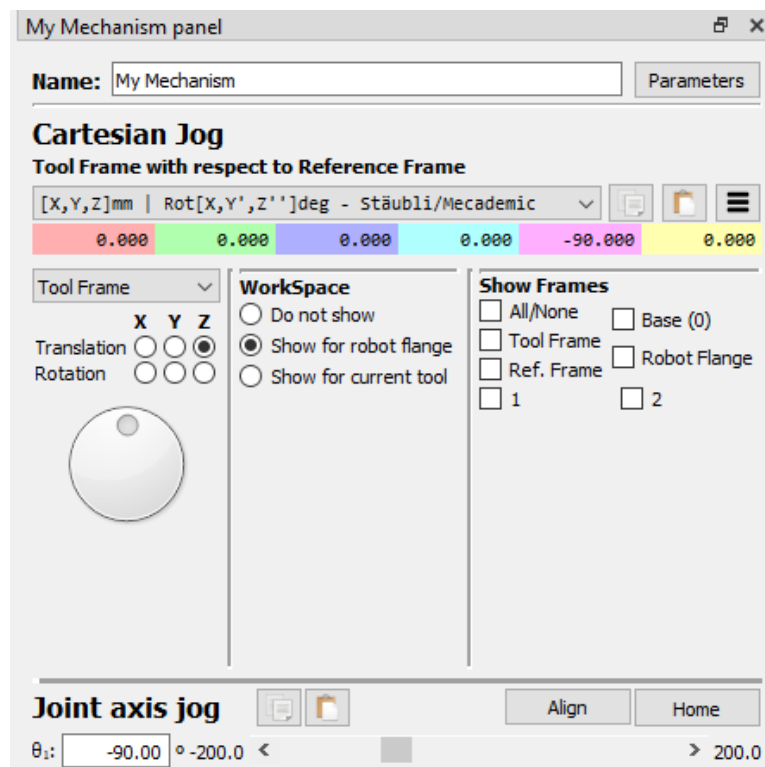 My Mechanism panel
Name: My Mechanism Parameters
Cartesian Jog
Tool Frame with respect to Reference Frame
[X,Y,Z]mm | Rot[X,Y',Z'']deg - Stäubli/Mecademic
0.000 0.000 0.000 0.000 -90.000 0.000
Tool Frame
X Y Z
Translation
Rotation
WorkSpace
Do not show
Show for robot flange
Show for current tool
Show Frames
All/None Base (0)
Tool Frame
Ref. Frame Robot Flange
1 2
Joint axis jog Align Home
θ₁: -90.00 º -200.0 < > 200.0